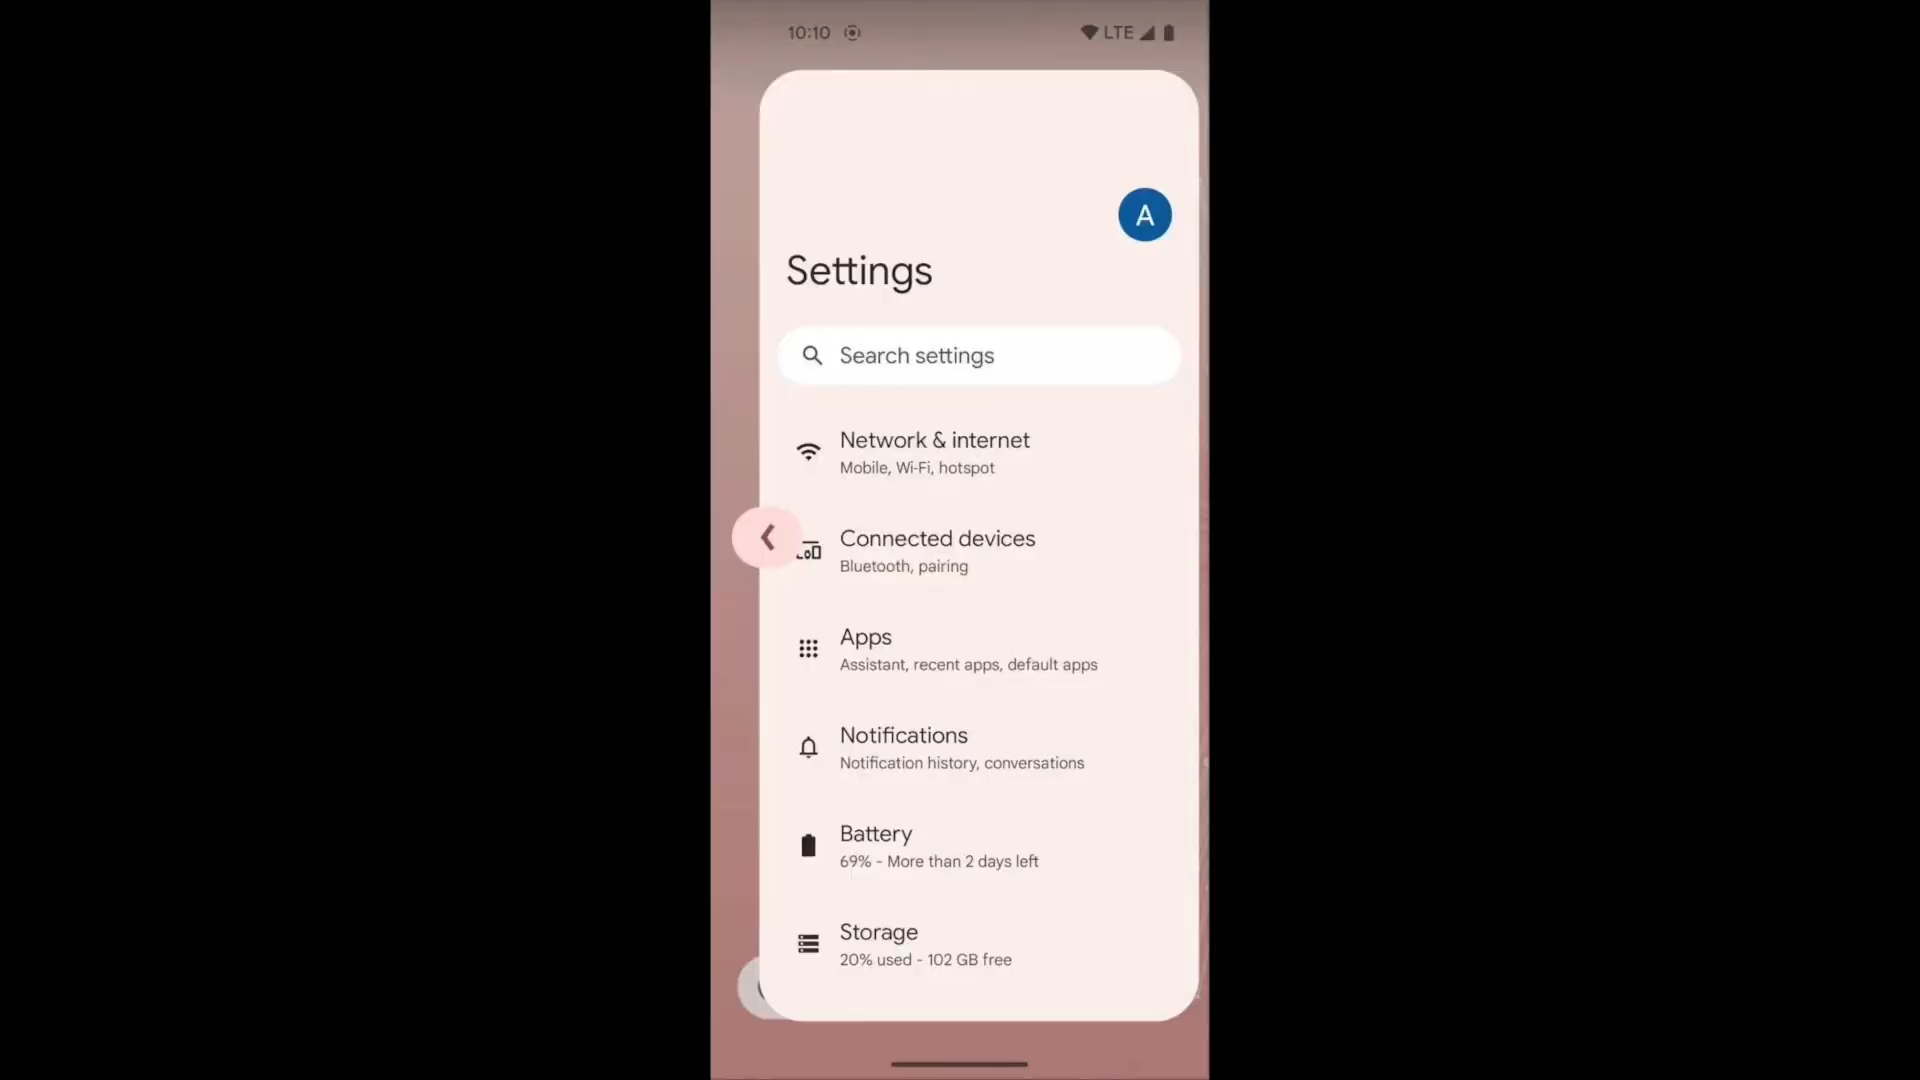 10:10
LTE
A
Settings
Search settings
Network & internet
Mobile, Wi-Fi, hotspot
Connected devices
Bluetooth, pairing
Apps
Assistant, recent apps, default apps
Notifications
Notification history, conversations
Battery
69% - More than 2 days left
Storage
20% used - 102 GB free